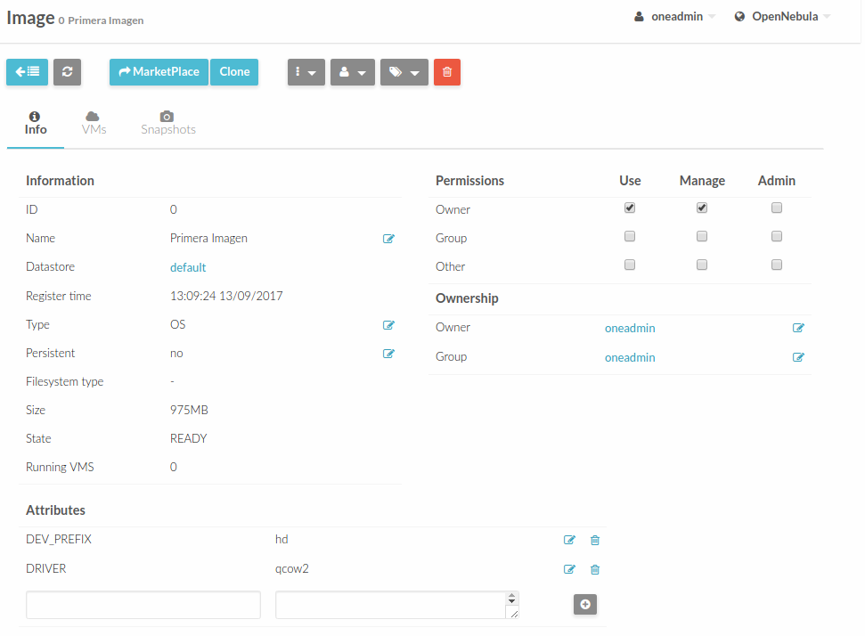 Image 0 Primera Imagen
oneadmin OpenNebula
MarketPlace Clone
Info VMs Snapshots
Information
ID 0
Name Primera Imagen
Datastore default
Register time 13:09:24 13/09/2017
Type OS
Persistent no
Filesystem type -
Size 975MB
State READY
Running VMS 0
Permissions Use Manage Admin
Owner
Group
Other
Ownership
Owner oneadmin
Group oneadmin
Attributes
DEV_PREFIX hd
DRIVER qcow2